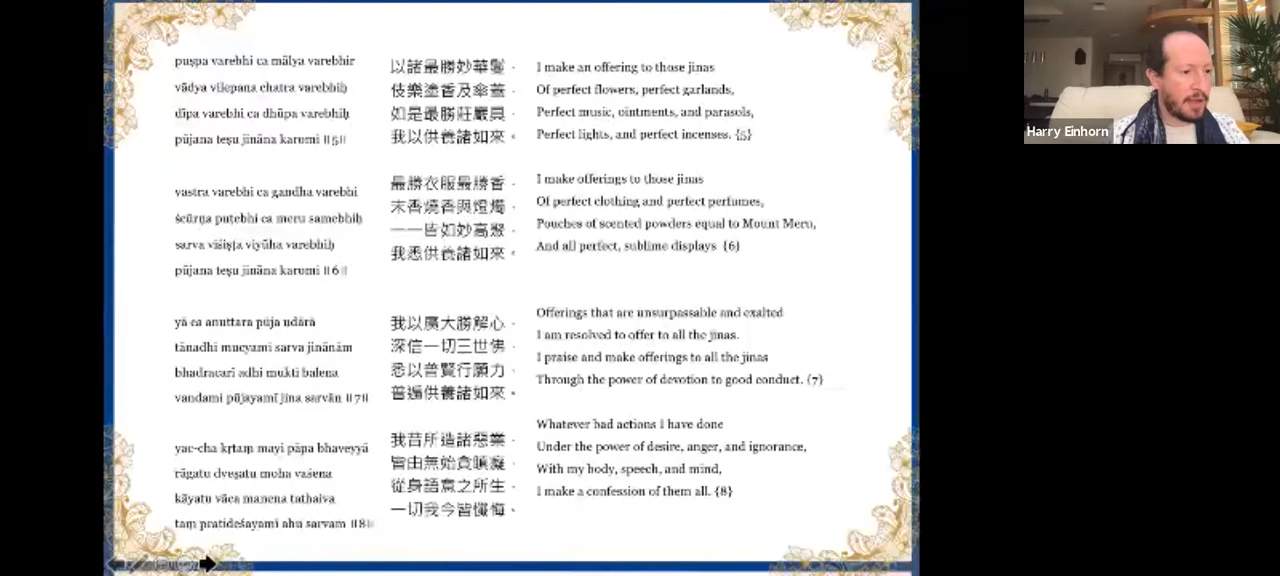 puṣpa varebhi ca mālya varebhir
vādya vilepana chatra varebhiḥ
dīpa varebhi ca dhūpa varebhiḥ
pūjana teṣu jināna karomi ॥5॥
vastra varebhi ca gandha varebhi
ścūrṇa puṭebhi ca meru samebhiḥ
sarva viśiṣṭa viyūha varebhiḥ
pūjana teṣu jināna karomi ॥6॥
yā ca anuttara pūja udārā
tānadhi mucyami sarva jinānām
bhadracarī adhi mukti balena
vandami pūjayamī jina sarvān ॥7॥
yac-cha kṛtaṃ mayi pāpa bhaveyyā
rāgatu dveṣatu moha vaśena
kāyatu vāca manena tathaiva
taṃ pratideśayamī ahu sarvam ॥8॥
以諸最勝妙華鬘，
伎樂塗香及傘蓋，
如是最勝莊嚴具，
我以供養諸如來。
最勝衣服最勝香，
末香燒香與燈燭，
一一皆如妙高聚，
我悉供養諸如來。
我以廣大勝解心，
深信一切三世佛，
悉以普賢行願力，
普遍供養諸如來。
我昔所造諸惡業，
皆由無始貪瞋癡，
從身語意之所生，
一切我今皆懺悔。
I make an offering to those jinas
Of perfect flowers, perfect garlands,
Perfect music, ointments, and parasols,
Perfect lights, and perfect incenses. {5}
I make offerings to those jinas
Of perfect clothing and perfect perfumes,
Pouches of scented powders equal to Mount Meru,
And all perfect, sublime displays {6}
Offerings that are unsurpassable and exalted
I am resolved to offer to all the jinas.
I praise and make offerings to all the jinas
Through the power of devotion to good conduct. {7}
Whatever bad actions I have done
Under the power of desire, anger, and ignorance,
With my body, speech, and mind,
I make a confession of them all. {8}
Harry Einhorn